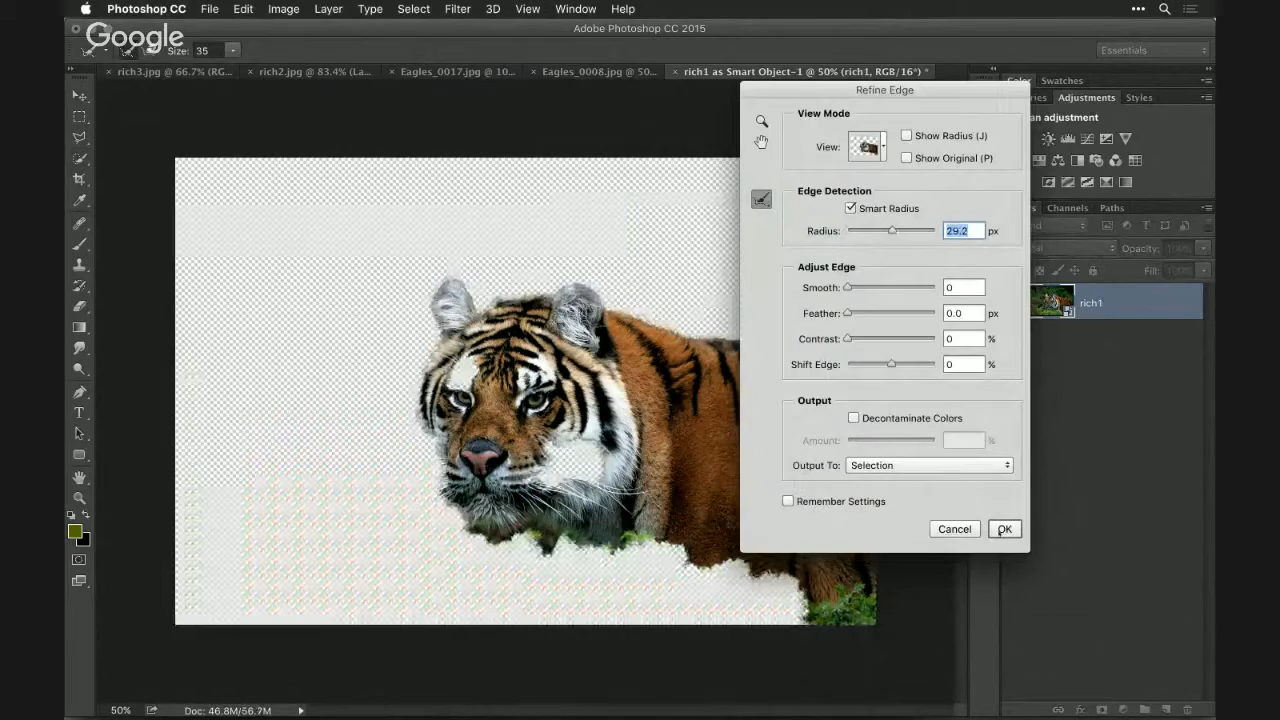 Photoshop CC File Edit Image Layer Type Select Filter 3D View Window Help
Adobe Photoshop CC 2015
Google
Size: 35
Essentials
rich3.jpg @ 66.7% (RG...
rich2.jpg @ 83.4% (La...
Eagles_0017.jpg @ 10...
Eagles_0008.jpg @ 50...
rich1 as Smart Object-1 @ 50% (rich1, RGB/16*) *
Color Swatches
Adjustments Styles
an adjustment
Channels Paths
Opacity:
Fill:
rich1
Refine Edge
View Mode
View:
Show Radius (J)
Show Original (P)
Edge Detection
Smart Radius
Radius: 29.2 px
Adjust Edge
Smooth: 0
Feather: 0.0 px
Contrast: 0 %
Shift Edge: 0 %
Output
Decontaminate Colors
Amount: %
Output To: Selection
Remember Settings
Cancel OK
50% Doc: 46.8M/56.7M